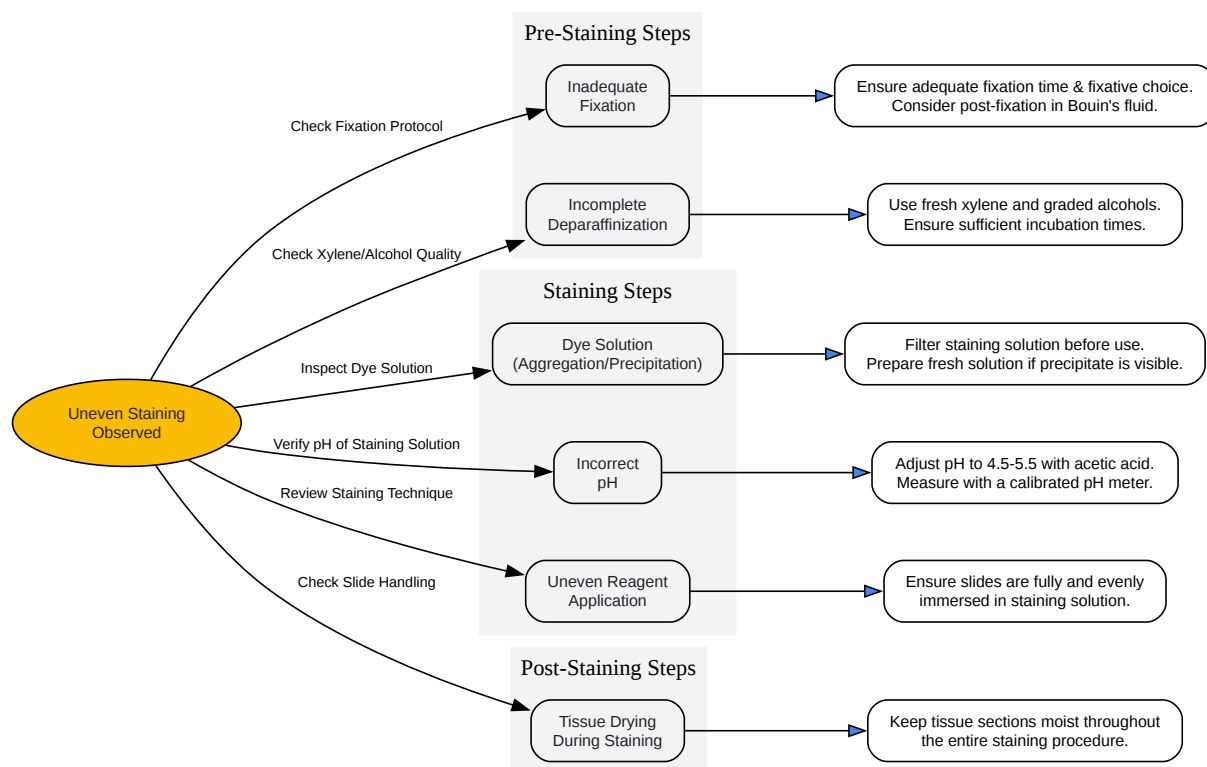 Pre-Staining Steps
Inadequate
Fixation
Ensure adequate fixation time & fixative choice.
Consider post-fixation in Bouin's fluid.
Check Fixation Protocol
Incomplete
Deparaffinization
Use fresh xylene and graded alcohols.
Ensure sufficient incubation times.
Check Xylene/Alcohol Quality
Staining Steps
Dye Solution
(Aggregation/Precipitation)
Filter staining solution before use.
Prepare fresh solution if precipitate is visible.
Inspect Dye Solution
Uneven Staining
Observed
Verify pH of Staining Solution
Incorrect
pH
Adjust pH to 4.5-5.5 with acetic acid.
Measure with a calibrated pH meter.
Review Staining Technique
Uneven Reagent
Application
Ensure slides are fully and evenly
immersed in staining solution.
Check Slide Handling
Post-Staining Steps
Tissue Drying
During Staining
Keep tissue sections moist throughout
the entire staining procedure.